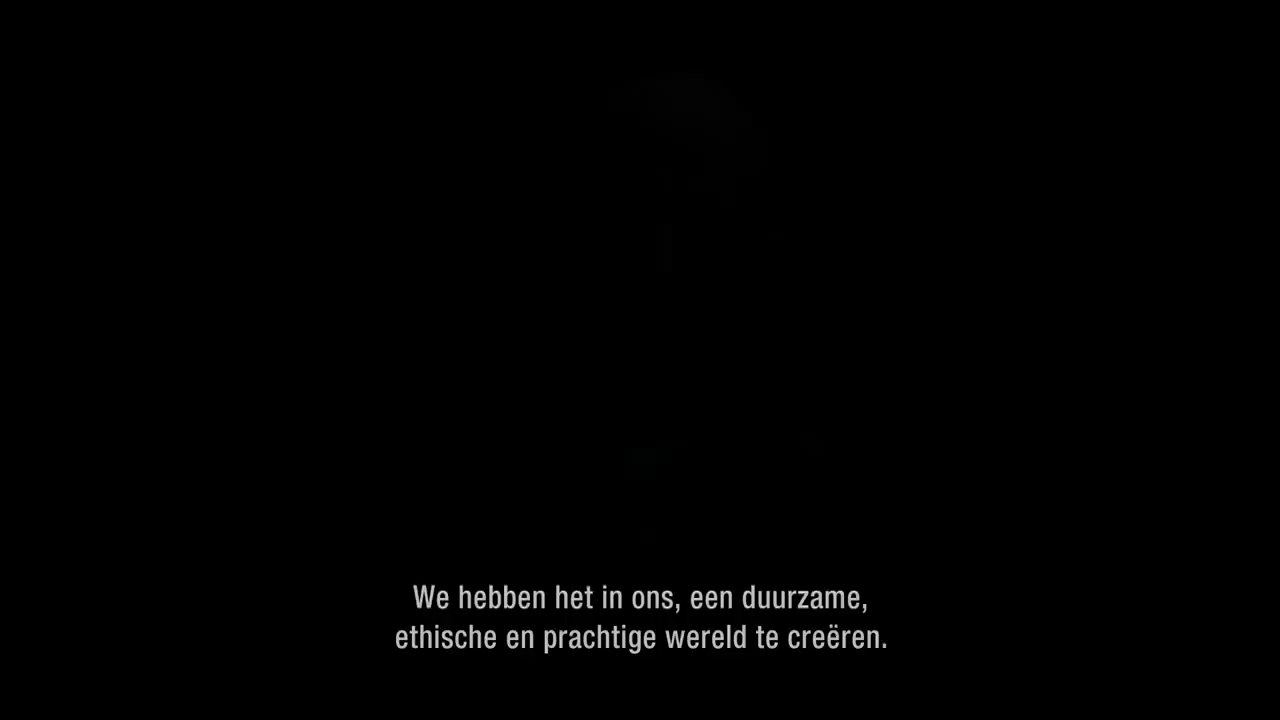 We hebben het in ons, een duurzame,
ethische en prachtige wereld te creëren.